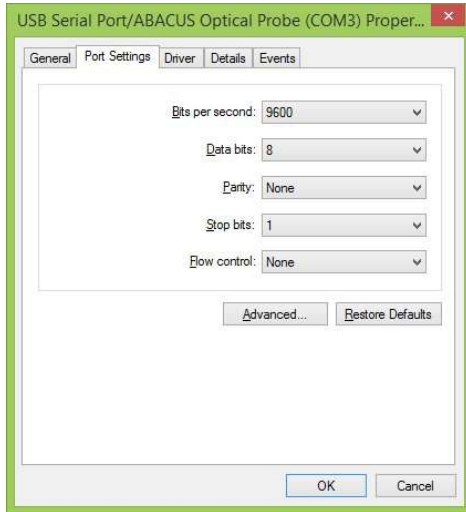 USB Serial Port/ABACUS Optical Probe (COM3) Proper...
General Port Settings Driver Details Events
Bits per second: 9600
Data bits: 8
Parity: None
Stop bits: 1
Flow control: None
Advanced... Restore Defaults
OK Cancel